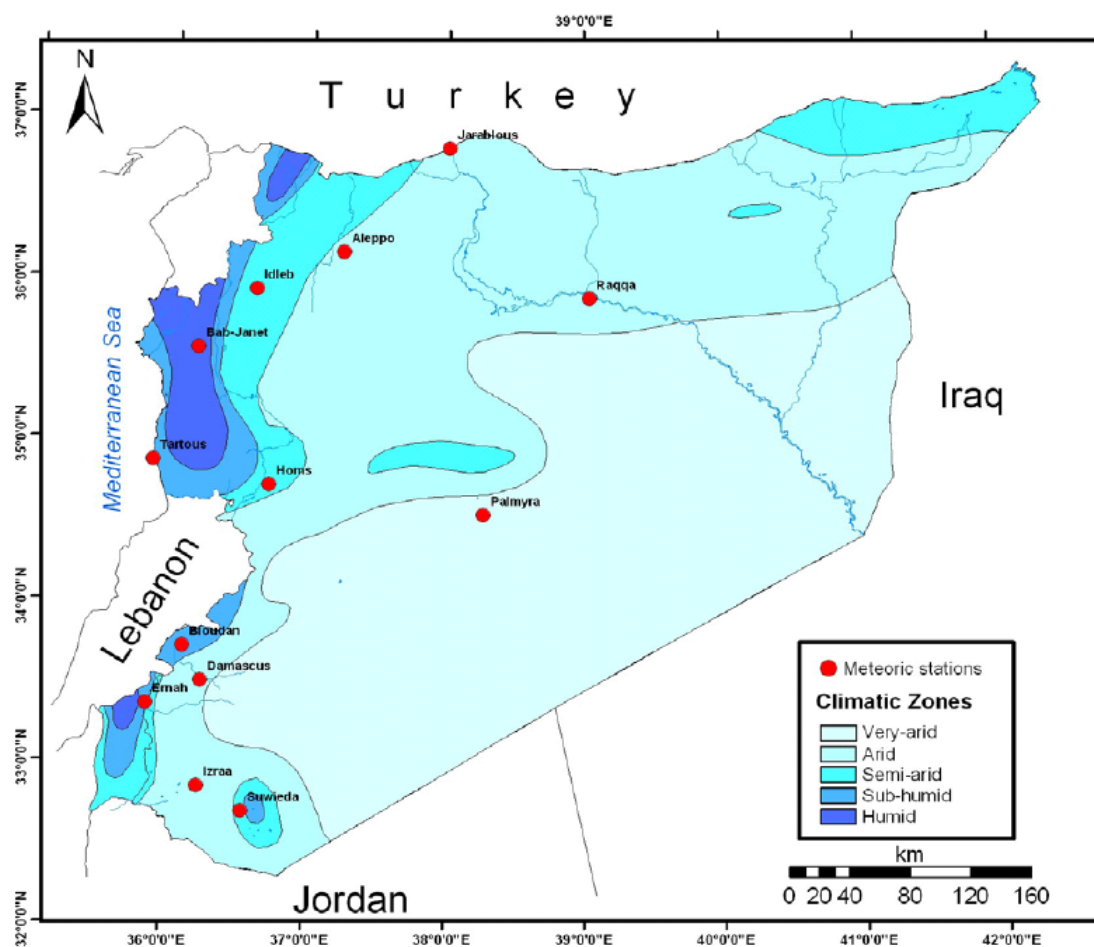 39°0'0"E
N
Turkey
37°0'0"N
Jarablous
Aleppo
36°0'0"N
Idleb
Raqqa
Bab-Janet
Mediterranean Sea
Iraq
35°0'0"N
Tartous
Homs
Palmyra
Lebanon
34°0'0"N
Bloudan
Damascus
Ernah
Meteoric stations
Climatic Zones
Very-arid
Arid
Semi-arid
Sub-humid
Humid
33°0'0"N
Izraa
Suwieda
km
0 20 40 80 120 160
Jordan
32°0'0"N
36°0'0"E 37°0'0"E 38°0'0"E 39°0'0"E 40°0'0"E 41°0'0"E 42°0'0"E